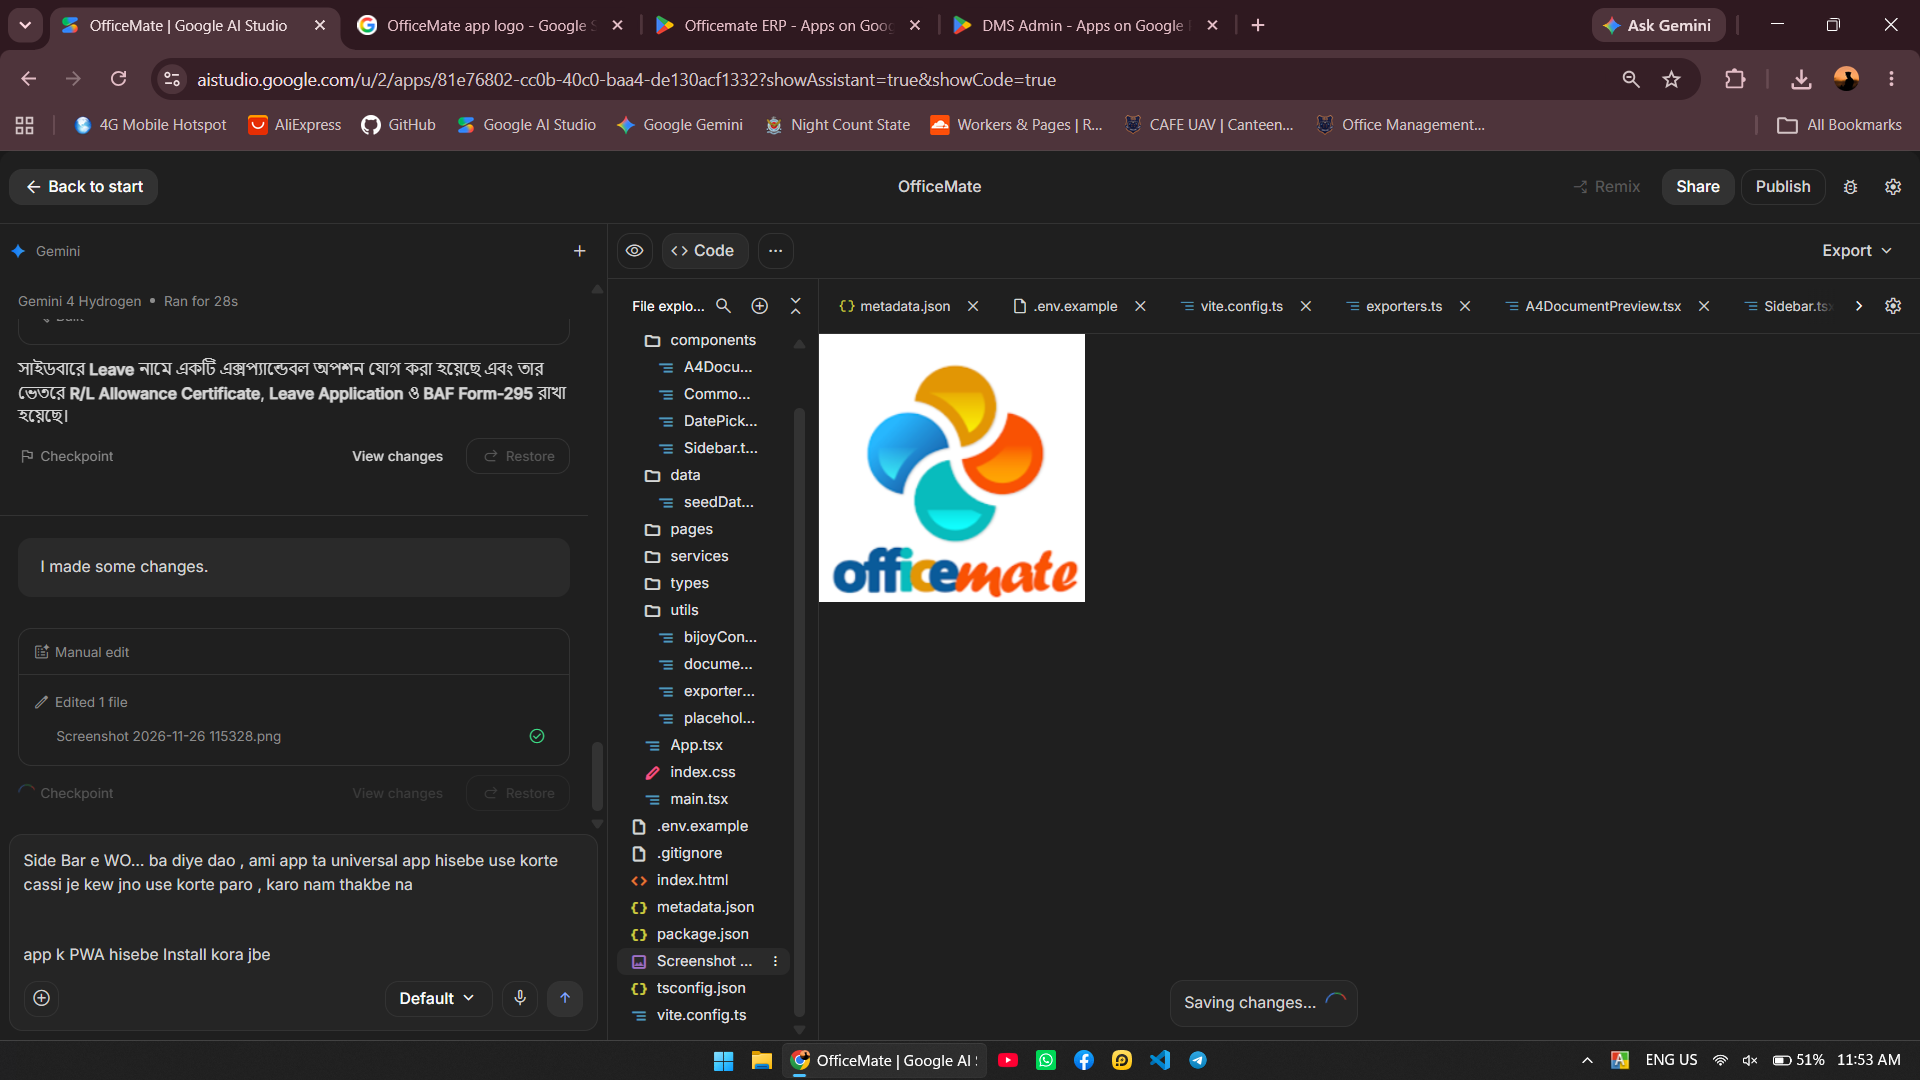 OfficeMate | Google AI Studio
OfficeMate app logo - Google S
Officemate ERP - Apps on Goog
DMS Admin - Apps on Google P
Ask Gemini
aistudio.google.com/u/2/apps/81e76802-cc0b-40c0-baa4-de130acf1332?showAssistant=true&showCode=true
4G Mobile Hotspot
AliExpress
GitHub
Google AI Studio
Google Gemini
Night Count State
Workers & Pages | R...
CAFE UAV | Canteen...
Office Management...
All Bookmarks
Back to start
OfficeMate
Remix
Share
Publish
Gemini
Code
Export
Gemini 4 Hydrogen • Ran for 28s
Built
সাইডবারে Leave নামে একটি এক্সপ্যান্ডেবল অপশন যোগ করা হয়েছে এবং তার
ভেতরে R/L Allowance Certificate, Leave Application ও BAF Form-295 রাখা
হয়েছে।
Checkpoint
View changes
Restore
I made some changes.
Manual edit
Edited 1 file
Screenshot 2026-11-26 115328.png
Checkpoint
View changes
Restore
Side Bar e WO... ba diye dao , ami app ta universal app hisebe use korte
cassi je kew jno use korte paro , karo nam thakbe na
app k PWA hisebe Install kora jbe
Default
File explo...
components
A4Docu...
Commo...
DatePick...
Sidebar.t...
data
seedDat...
pages
services
types
utils
bijoyCon...
docume...
exporter...
placehol...
App.tsx
index.css
main.tsx
.env.example
.gitignore
index.html
metadata.json
package.json
Screenshot ...
tsconfig.json
vite.config.ts
metadata.json
.env.example
vite.config.ts
exporters.ts
A4DocumentPreview.tsx
Sidebar.tsx
officemate
Saving changes...
OfficeMate | Google AI S
ENG US
51%
11:53 AM